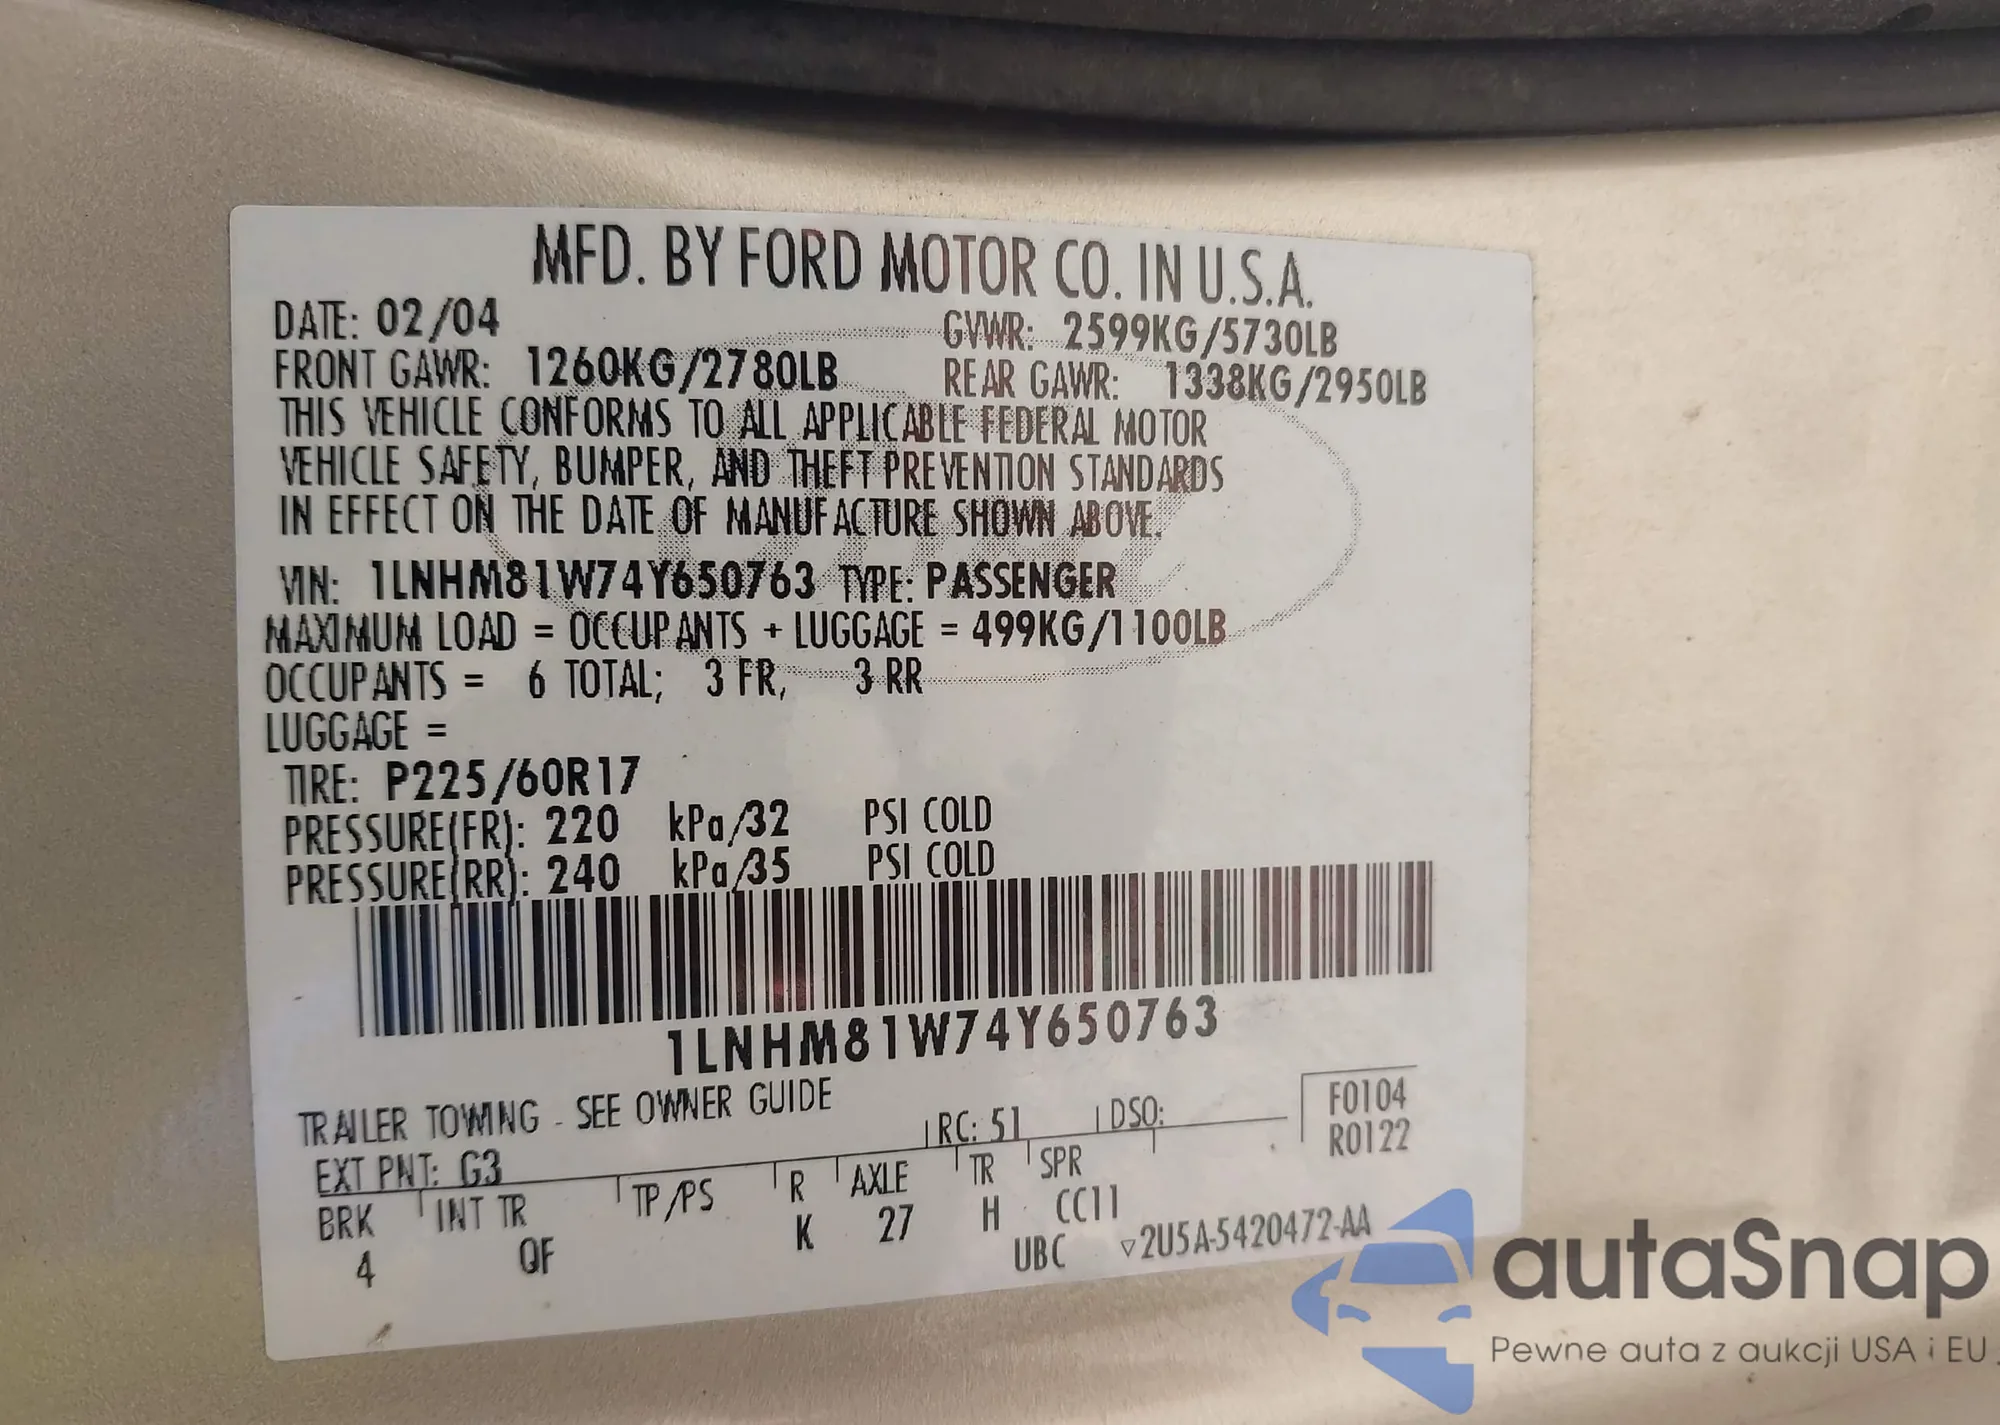 MFD. BY FORD MOTOR CO. IN U.S.A.
DATE: 02/04 GVWR: 2599KG/5730LB
FRONT GAWR: 1260KG/2780LB REAR GAWR: 1338KG/2950LB
THIS VEHICLE CONFORMS TO ALL APPLICABLE FEDERAL MOTOR
VEHICLE SAFETY, BUMPER, AND THEFT PREVENTION STANDARDS
IN EFFECT ON THE DATE OF MANUFACTURE SHOWN ABOVE.
VIN: 1LNHM81W74Y650763 TYPE: PASSENGER
MAXIMUM LOAD = OCCUPANTS + LUGGAGE = 499KG/1100LB
OCCUPANTS = 6 TOTAL; 3 FR, 3 RR
LUGGAGE =
TIRE: P225/60R17
PRESSURE(FR): 220 kPa/32 PSI COLD
PRESSURE(RR): 240 kPa/35 PSI COLD
1LNHM81W74Y650763
TRAILER TOWING - SEE OWNER GUIDE
EXT PNT: G3 RC: 51 DSO: F0104
R0122
BRK INT TR TP/PS R AXLE TR SPR
4 QF K 27 H CC11
UBC ▽2U5A-5420472-AA
autaSnap
Pewne auta z aukcji USA i EU